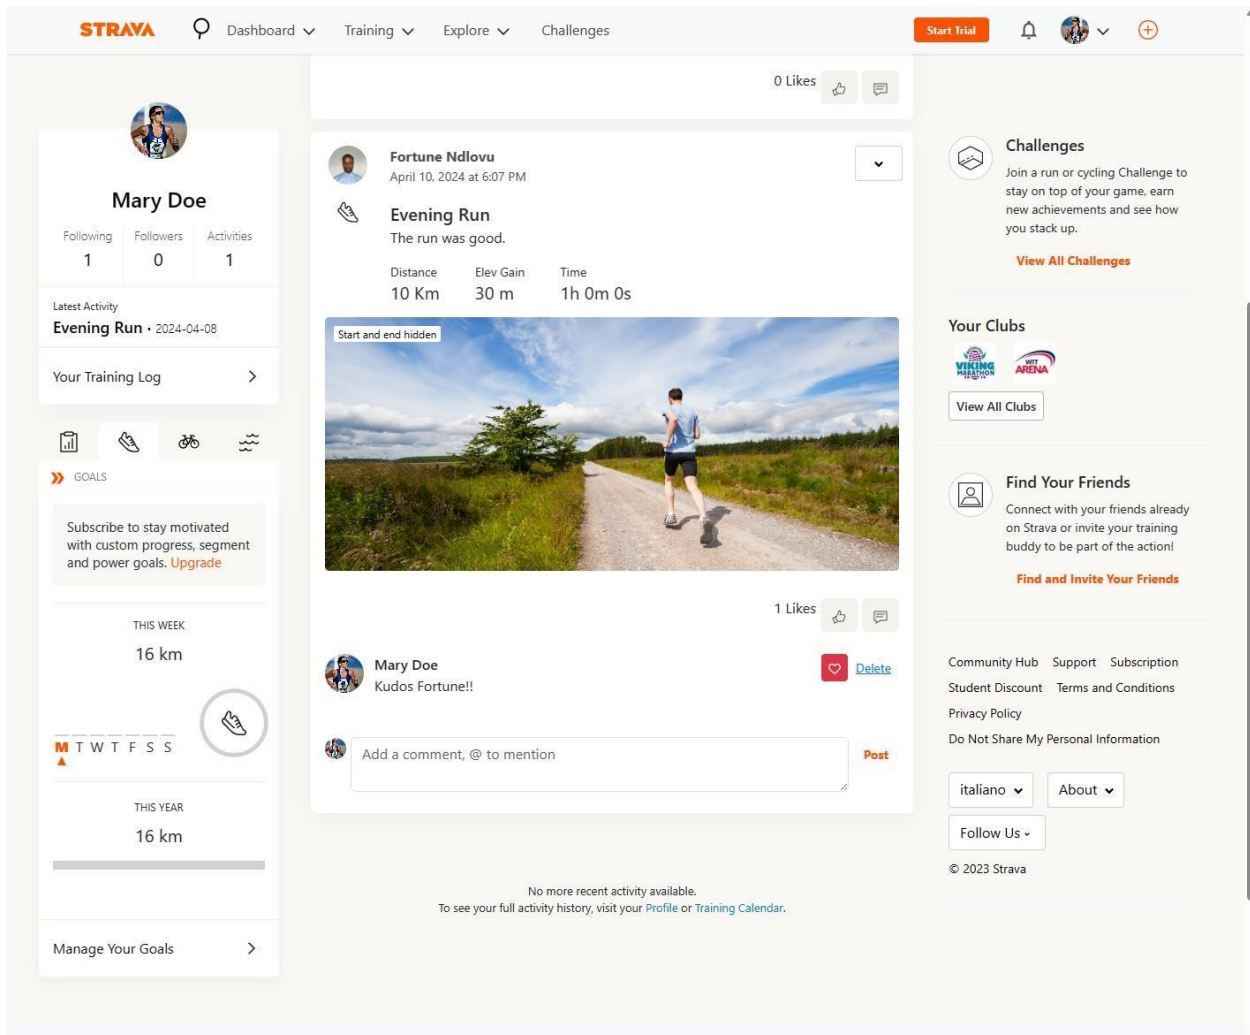 STRAVA Dashboard Training Explore Challenges Start Trial
Mary Doe
Following Followers Activities
1 0 1
Latest Activity
Evening Run · 2024-04-08
Your Training Log
GOALS
Subscribe to stay motivated
with custom progress, segment
and power goals. Upgrade
THIS WEEK
16 km
M T W T F S S
THIS YEAR
16 km
Manage Your Goals
0 Likes
Fortune Ndlovu
April 10, 2024 at 6:07 PM
Evening Run
The run was good.
Distance Elev Gain Time
10 Km 30 m 1h 0m 0s
Start and end hidden
1 Likes
Mary Doe
Kudos Fortune!!
Delete
Add a comment, @ to mention
Post
No more recent activity available.
To see your full activity history, visit your Profile or Training Calendar.
Challenges
Join a run or cycling Challenge to
stay on top of your game, earn
new achievements and see how
you stack up.
View All Challenges
Your Clubs
VIKING
MARATHON
WIT
ARENA
View All Clubs
Find Your Friends
Connect with your friends already
on Strava or invite your training
buddy to be part of the action!
Find and Invite Your Friends
Community Hub Support Subscription
Student Discount Terms and Conditions
Privacy Policy
Do Not Share My Personal Information
italiano About
Follow Us
© 2023 Strava